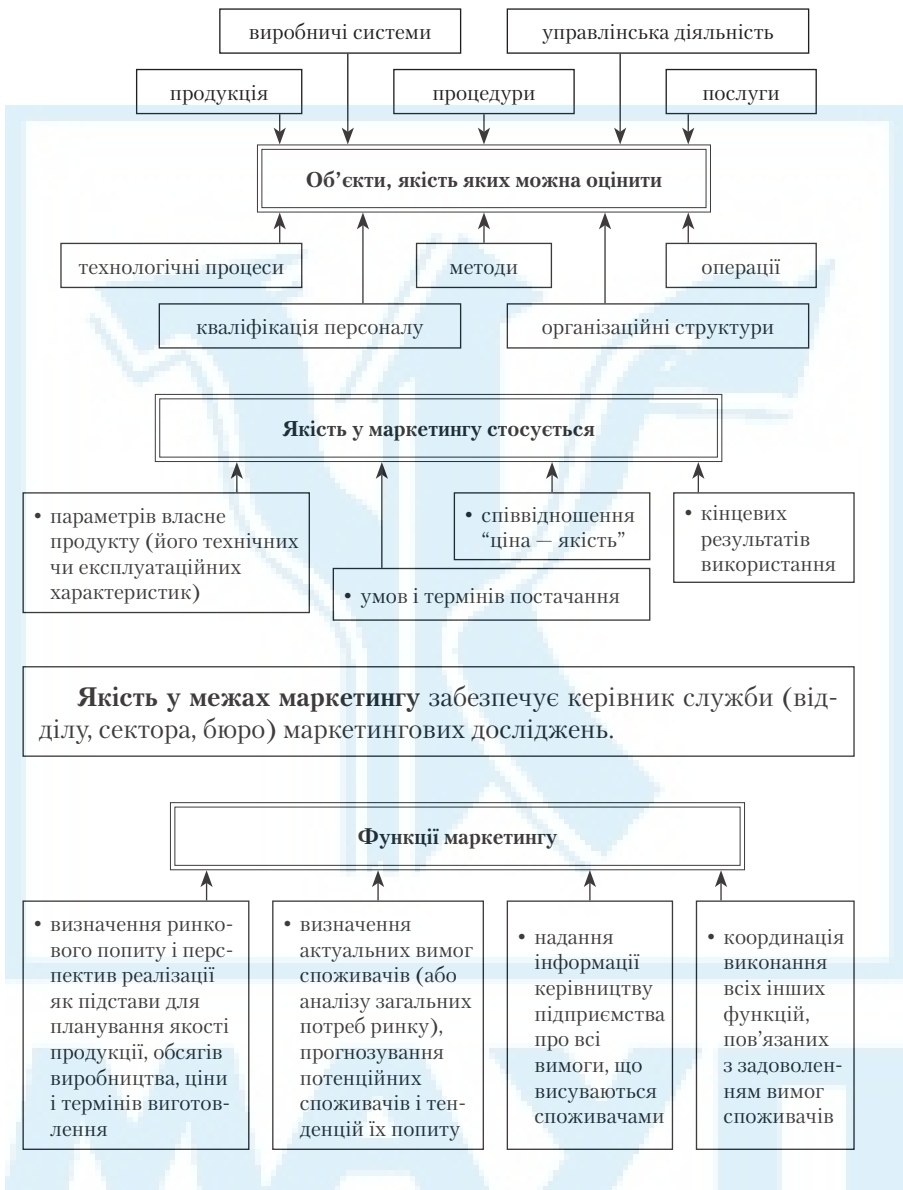 виробничі системи
управлінська діяльність
продукція
процедури
послуги
Об’єкти, якість яких можна оцінити
технологічні процеси
методи
операції
кваліфікація персоналу
організаційні структури
Якість у маркетингу стосується
• параметрів власне
продукту (його технічних
чи експлуатаційних
характеристик)
• умов і термінів постачання
• співвідношення
“ціна — якість”
• кінцевих
результатів
використання
Якість у межах маркетингу забезпечує керівник служби (від-
ділу, сектора, бюро) маркетингових досліджень.
Функції маркетингу
• визначення ринко-
вого попиту і перс-
пектив реалізації
як підстави для
планування якості
продукції, обсягів
виробництва, ціни
і термінів виготов-
лення
• визначення
актуальних вимог
споживачів (або
аналізу загальних
потреб ринку),
прогнозування
потенційних
споживачів і тен-
денцій їх попиту
• надання
інформації
керівництву
підприємства
про всі
вимоги, що
висуваються
споживачами
• координація
виконання
всіх інших
функцій,
пов’язаних
з задоволен-
ням вимог
споживачів
МАУП